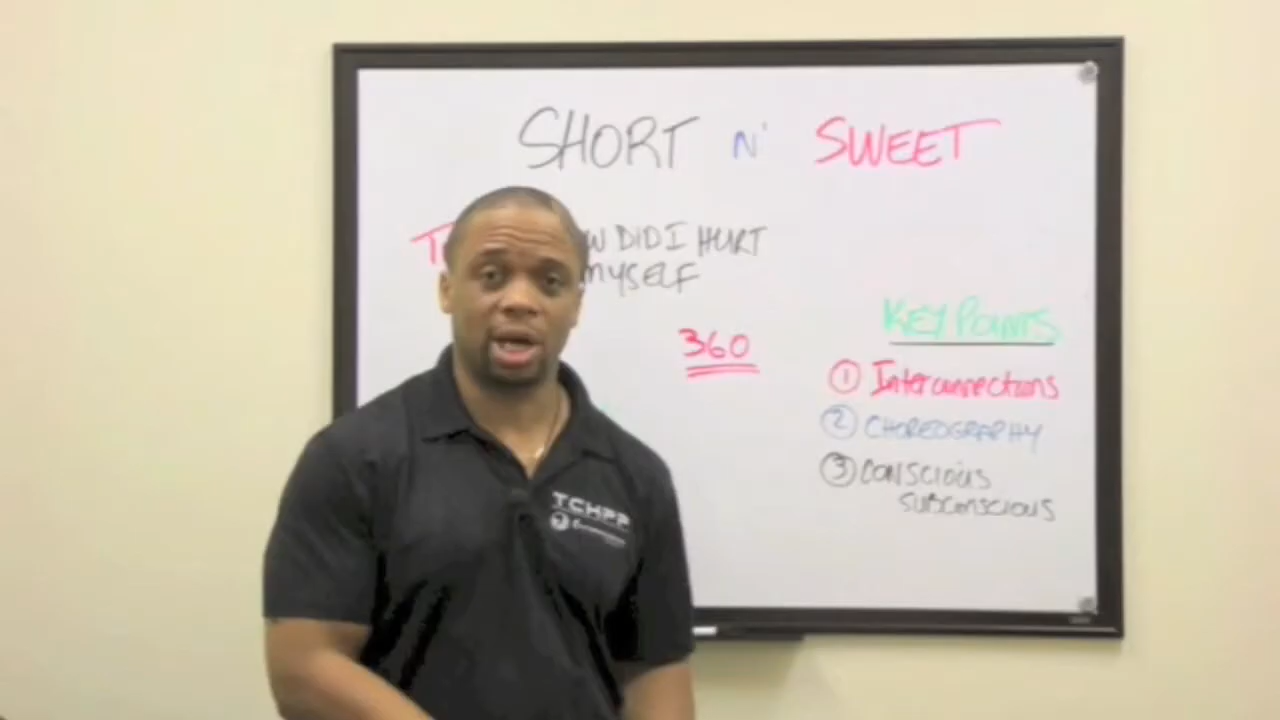 SHORT N' SWEET
W DID I HURT
MYSELF
360
KEY POINTS
① Interconnections
② CHOREOGRAPHY
③ CONSCIOUS
SUBCONSCIOUS
TCHPP